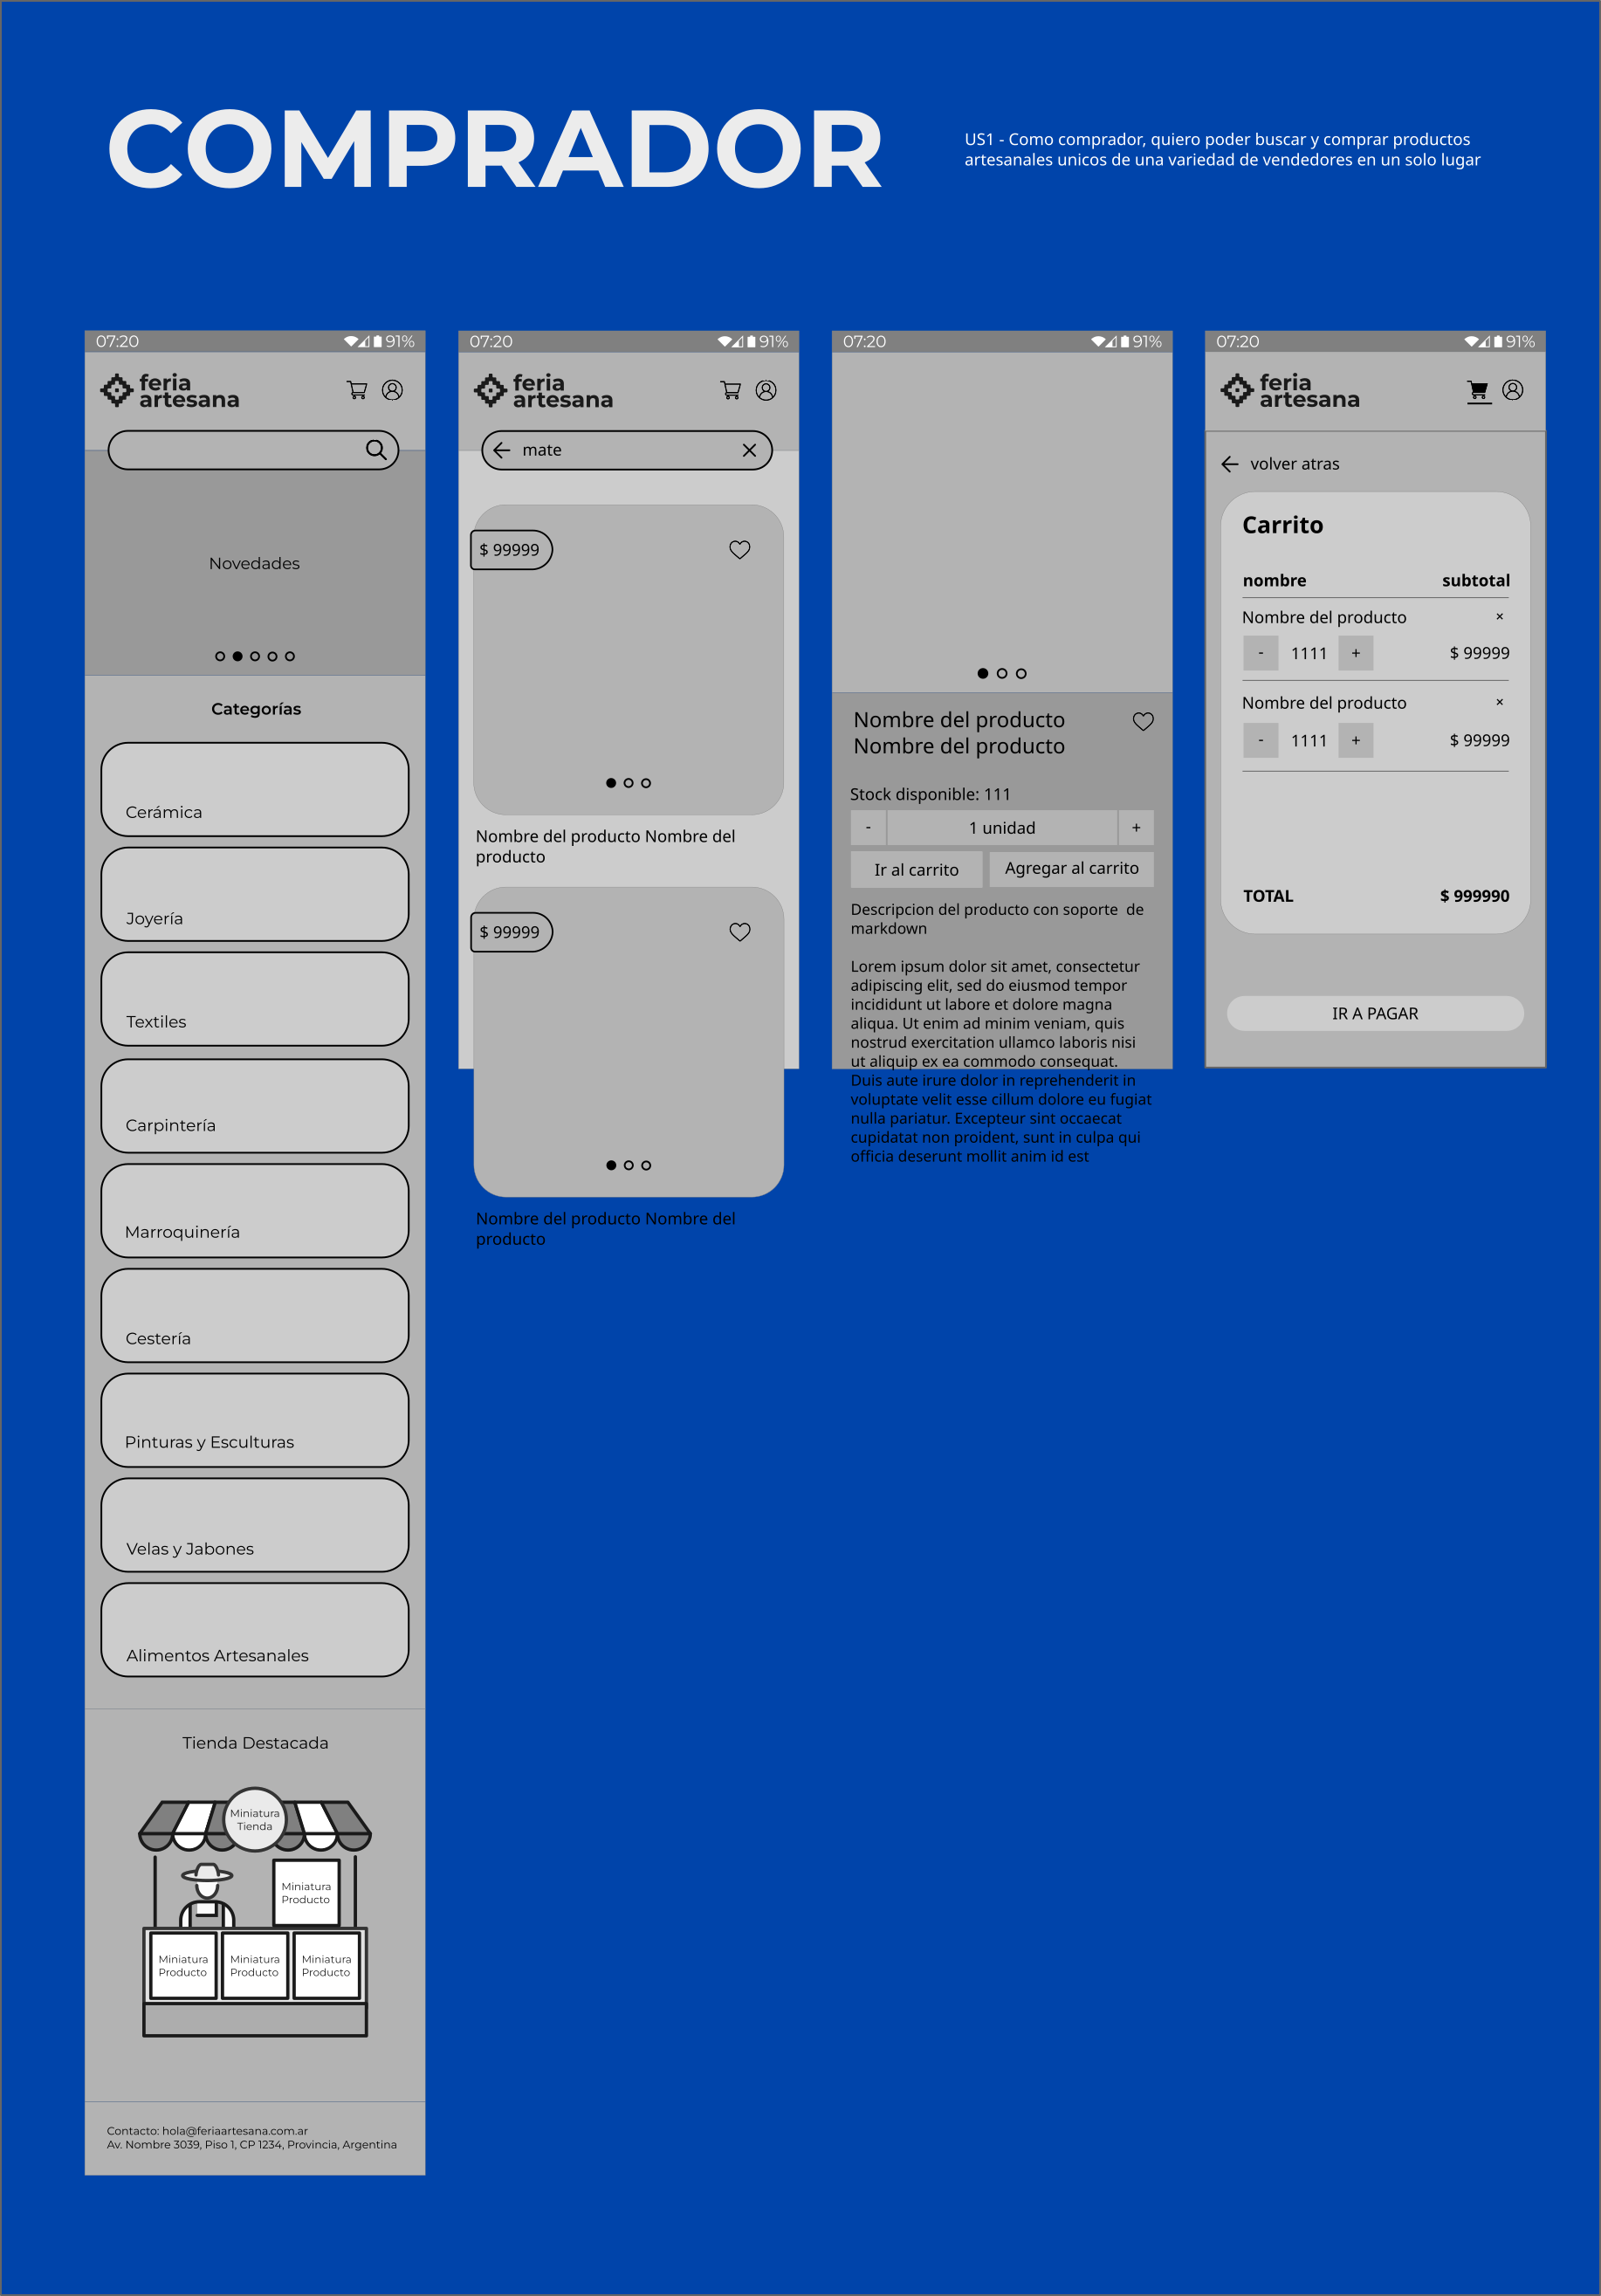 COMPRADOR
US1 - Como comprador, quiero poder buscar y comprar productos
artesanales unicos de una variedad de vendedores en un solo lugar
07:20
91%
feria
artesana
Novedades
Categorías
Cerámica
Joyería
Textiles
Carpintería
Marroquinería
Cestería
Pinturas y Esculturas
Velas y Jabones
Alimentos Artesanales
Tienda Destacada
Miniatura
Tienda
Miniatura
Producto
Miniatura
Producto
Miniatura
Producto
Miniatura
Producto
Contacto: hola@feriaartesana.com.ar
Av. Nombre 3039, Piso 1, CP 1234, Provincia, Argentina
07:20
91%
feria
artesana
mate
$ 99999
Nombre del producto Nombre del
producto
$ 99999
Nombre del producto Nombre del
producto
07:20
91%
Nombre del producto
Nombre del producto
Stock disponible: 111
- 1 unidad +
Ir al carrito
Agregar al carrito
Descripcion del producto con soporte  de
markdown
Lorem ipsum dolor sit amet, consectetur
adipiscing elit, sed do eiusmod tempor
incididunt ut labore et dolore magna
aliqua. Ut enim ad minim veniam, quis
nostrud exercitation ullamco laboris nisi
ut aliquip ex ea commodo consequat.
Duis aute irure dolor in reprehenderit in
voluptate velit esse cillum dolore eu fugiat
nulla pariatur. Excepteur sint occaecat
cupidatat non proident, sunt in culpa qui
officia deserunt mollit anim id est
07:20
91%
feria
artesana
volver atras
Carrito
nombre subtotal
Nombre del producto ×
- 1111 + $ 99999
Nombre del producto ×
- 1111 + $ 99999
TOTAL $ 999990
IR A PAGAR